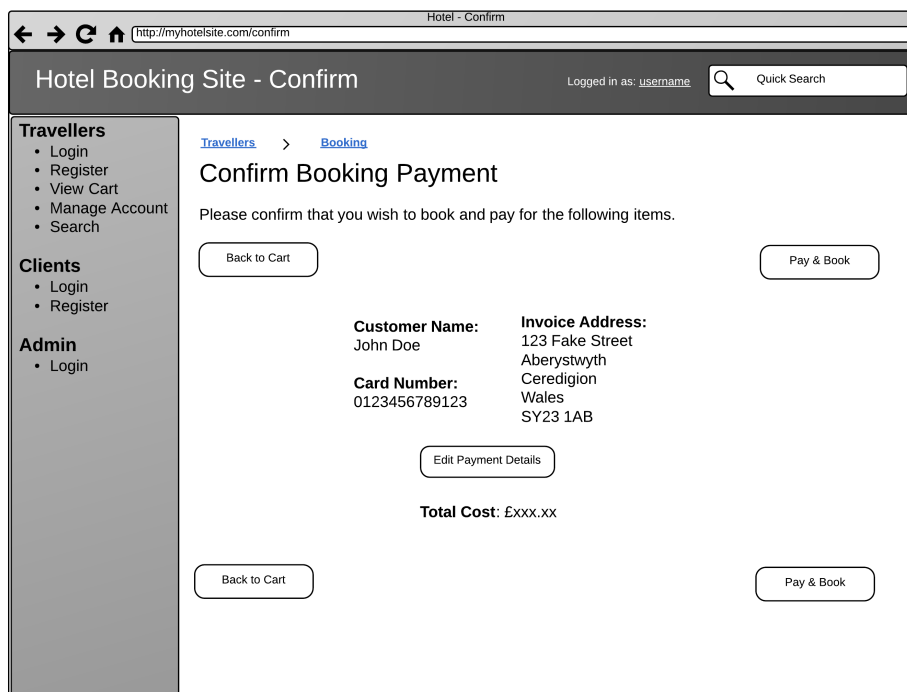 Hotel - Confirm
http://myhotelsite.com/confirm
Hotel Booking Site - Confirm
Logged in as: username
Quick Search
Travellers
• Login
• Register
• View Cart
• Manage Account
• Search
Clients
• Login
• Register
Admin
• Login
Travellers > Booking
Confirm Booking Payment
Please confirm that you wish to book and pay for the following items.
Back to Cart
Pay & Book
Customer Name:
John Doe
Card Number:
0123456789123
Invoice Address:
123 Fake Street
Aberystwyth
Ceredigion
Wales
SY23 1AB
Edit Payment Details
Total Cost: £xxx.xx
Back to Cart
Pay & Book